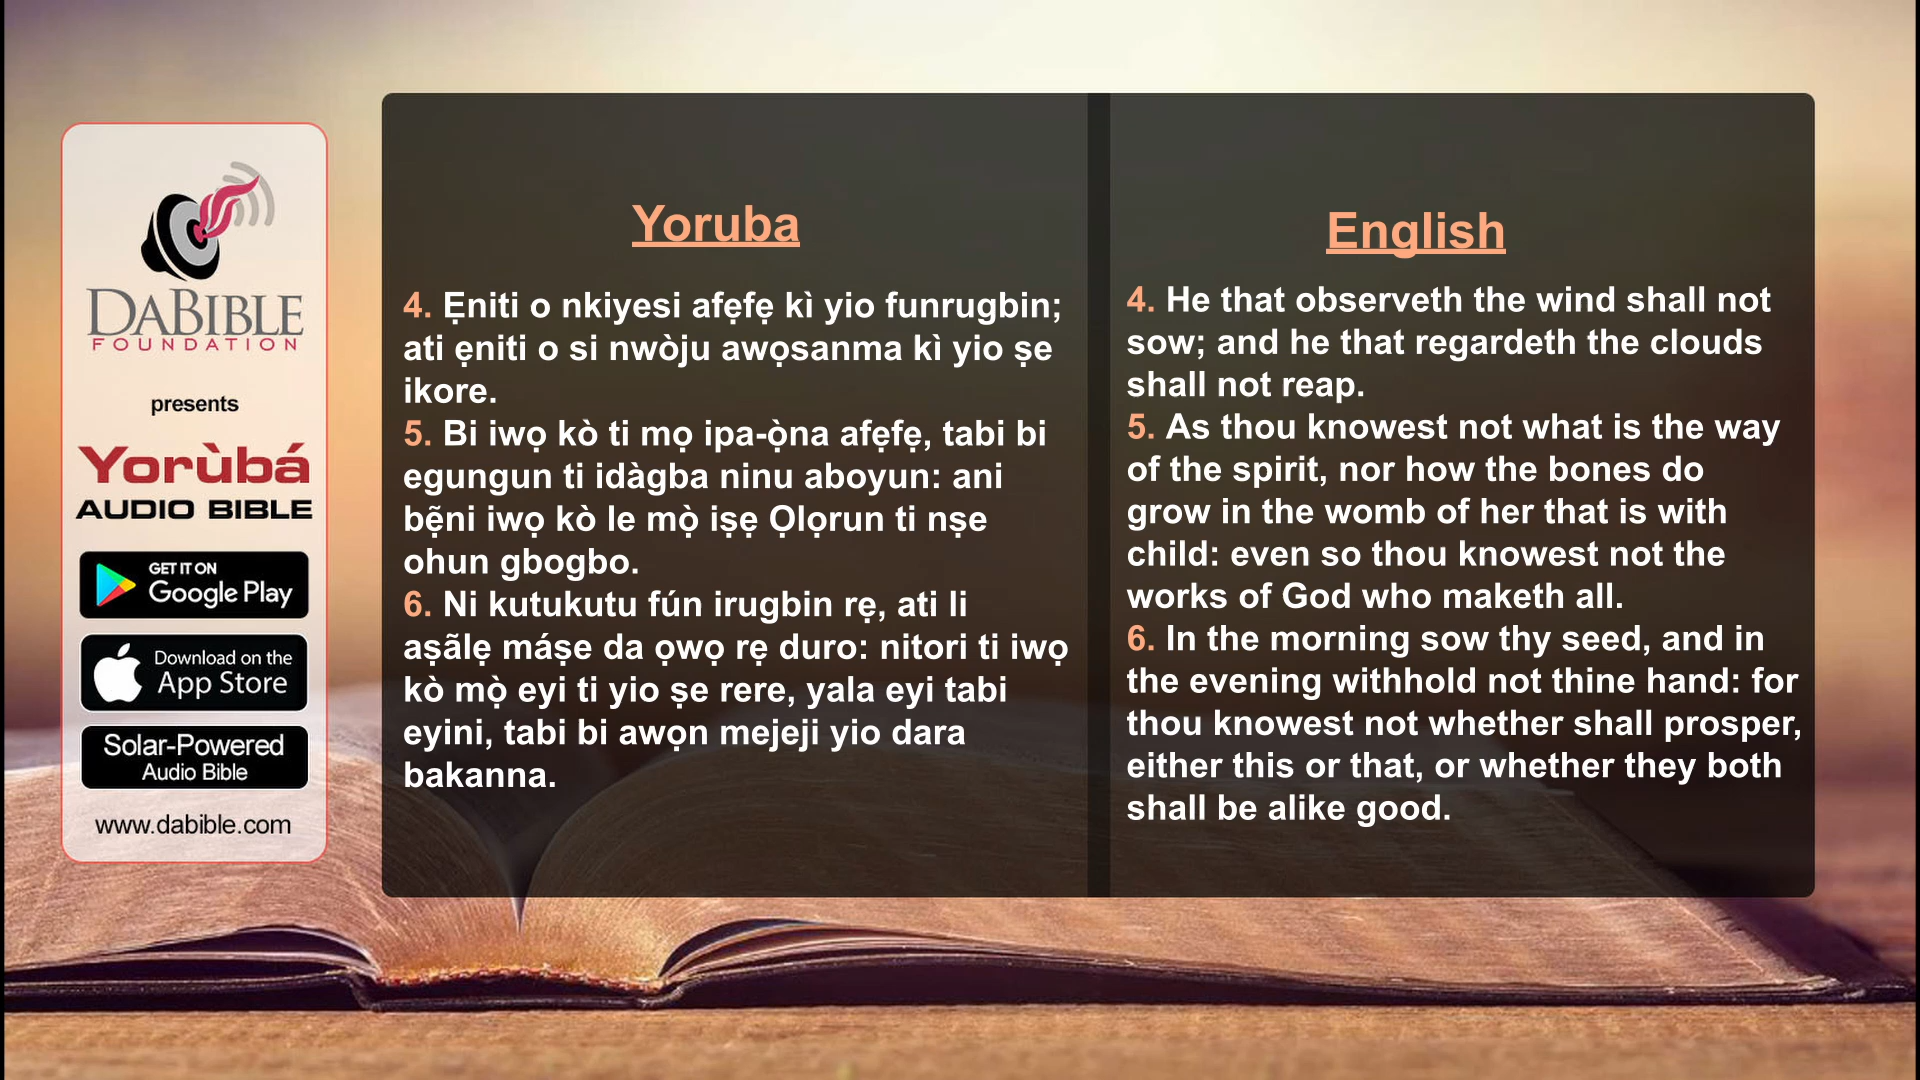 DABIBLE
FOUNDATION
presents
Yorùbá
AUDIO BIBLE
GET IT ON
Google Play
Download on the
App Store
Solar-Powered
Audio Bible
www.dabible.com
Yoruba
4. Ẹniti o nkiyesi afẹfẹ kì yio funrugbin;
ati ẹniti o si nwòju awọsanma kì yio ṣe
ikore.
5. Bi iwọ kò ti mọ ipa-ọ̀na afẹfẹ, tabi bi
egungun ti idàgba ninu aboyun: ani
bẹ̃ni iwọ kò le mọ̀ iṣẹ Ọlọrun ti nṣe
ohun gbogbo.
6. Ni kutukutu fún irugbin rẹ, ati li
aṣãlẹ máṣe da ọwọ rẹ duro: nitori ti iwọ
kò mọ̀ eyi ti yio ṣe rere, yala eyi tabi
eyini, tabi bi awọn mejeji yio dara
bakanna.
English
4. He that observeth the wind shall not
sow; and he that regardeth the clouds
shall not reap.
5. As thou knowest not what is the way
of the spirit, nor how the bones do
grow in the womb of her that is with
child: even so thou knowest not the
works of God who maketh all.
6. In the morning sow thy seed, and in
the evening withhold not thine hand: for
thou knowest not whether shall prosper,
either this or that, or whether they both
shall be alike good.